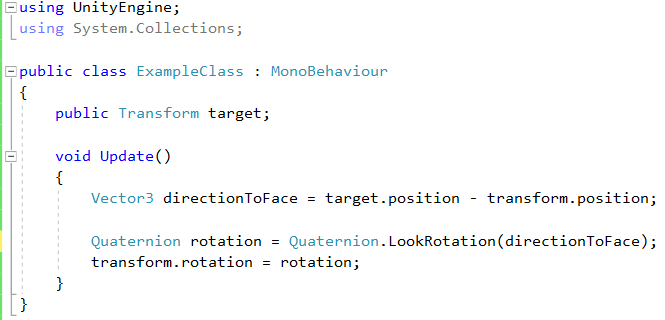 using UnityEngine;
using System.Collections;
public class ExampleClass : MonoBehaviour
{
public Transform target;
void Update()
{
Vector3 directionToFace = target.position - transform.position;
Quaternion rotation = Quaternion.LookRotation(directionToFace);
transform.rotation = rotation;
}
}